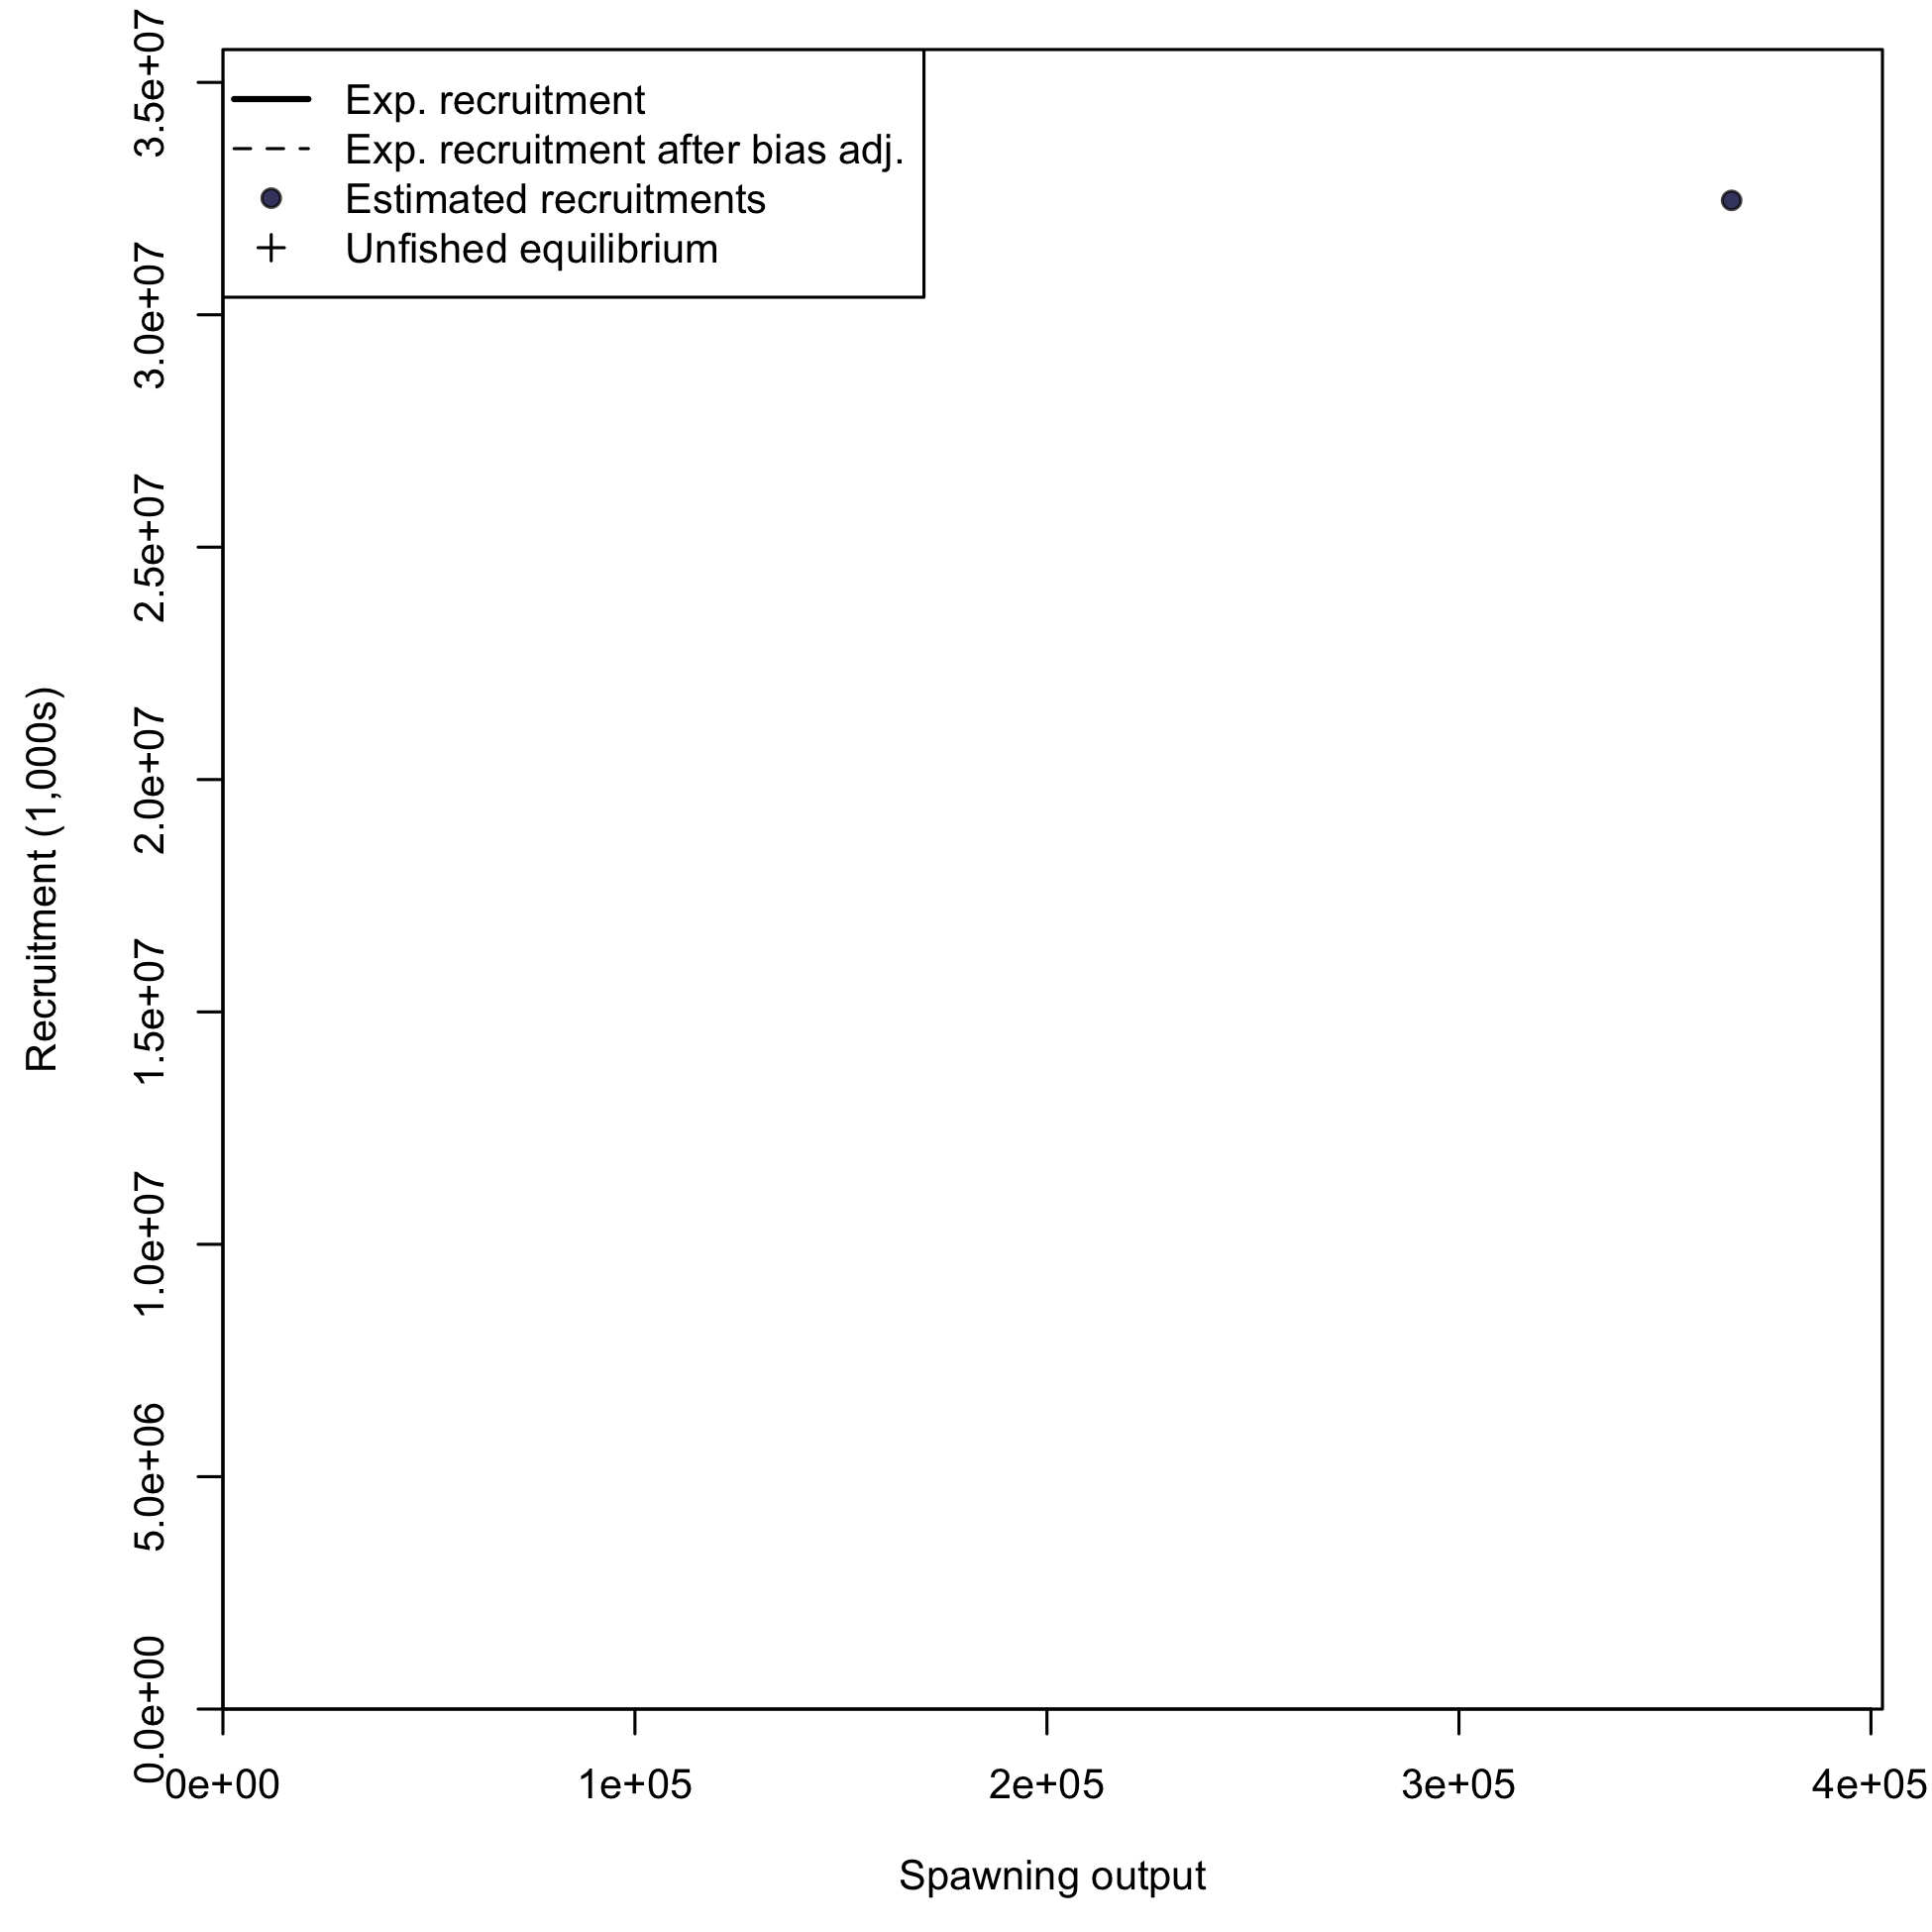 Exp. recruitment
Exp. recruitment after bias adj.
Estimated recruitments
Unfished equilibrium
Recruitment (1,000s)
3.5e+07
3.0e+07
2.5e+07
2.0e+07
1.5e+07
1.0e+07
5.0e+06
0.0e+00
0e+00 1e+05 2e+05 3e+05 4e+05
Spawning output